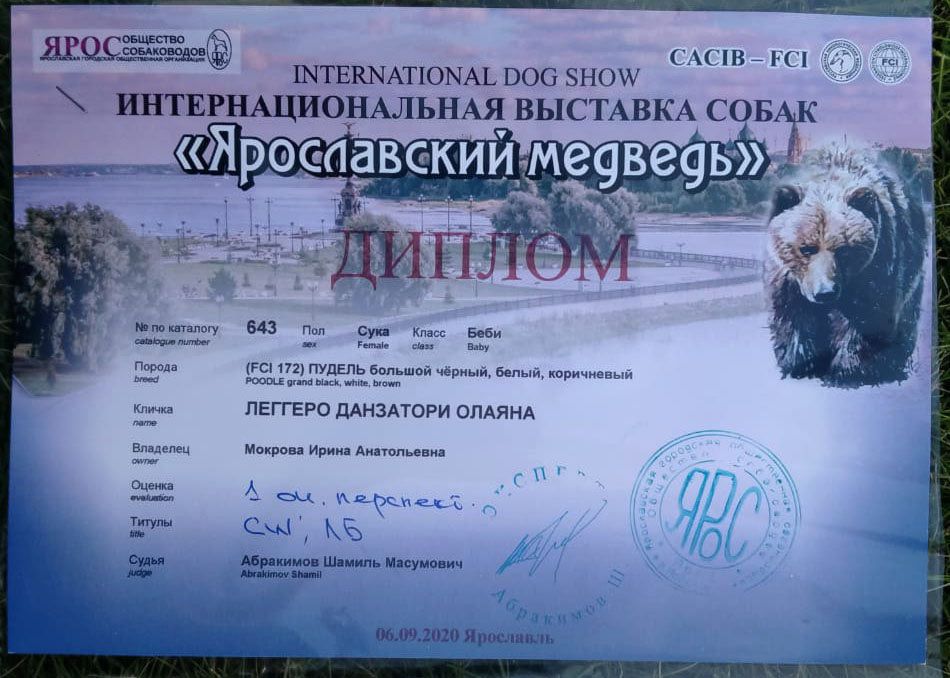 ЯРОС ОБЩЕСТВО СОБАКОВОДОВ
ЯРОСЛАВСКАЯ ГОРОДСКАЯ ОБЩЕСТВЕННАЯ ОРГАНИЗАЦИЯ
CACIB – FCI
FCI
INTERNATIONAL DOG SHOW
ИНТЕРНАЦИОНАЛЬНАЯ ВЫСТАВКА СОБАК
«Ярославский медведь»
ДИПЛОМ
№ по каталогу 643 Пол Сука Класс Беби
catalogue number sex Female class Baby
Порода (FCI 172) ПУДЕЛЬ большой чёрный, белый, коричневый
breed POODLE grand black, white, brown
Кличка ЛЕГГЕРО ДАНЗАТОРИ ОЛАЯНА
name
Владелец Мокрова Ирина Анатольевна
owner
Оценка 1 оч. перспект.
evaluation
Титулы CW, ЛБ
title
Судья Абракимов Шамиль Масумович
judge Abrakimov Shamil
Абракимов Ш
ЯРОС
06.09.2020 Ярославль